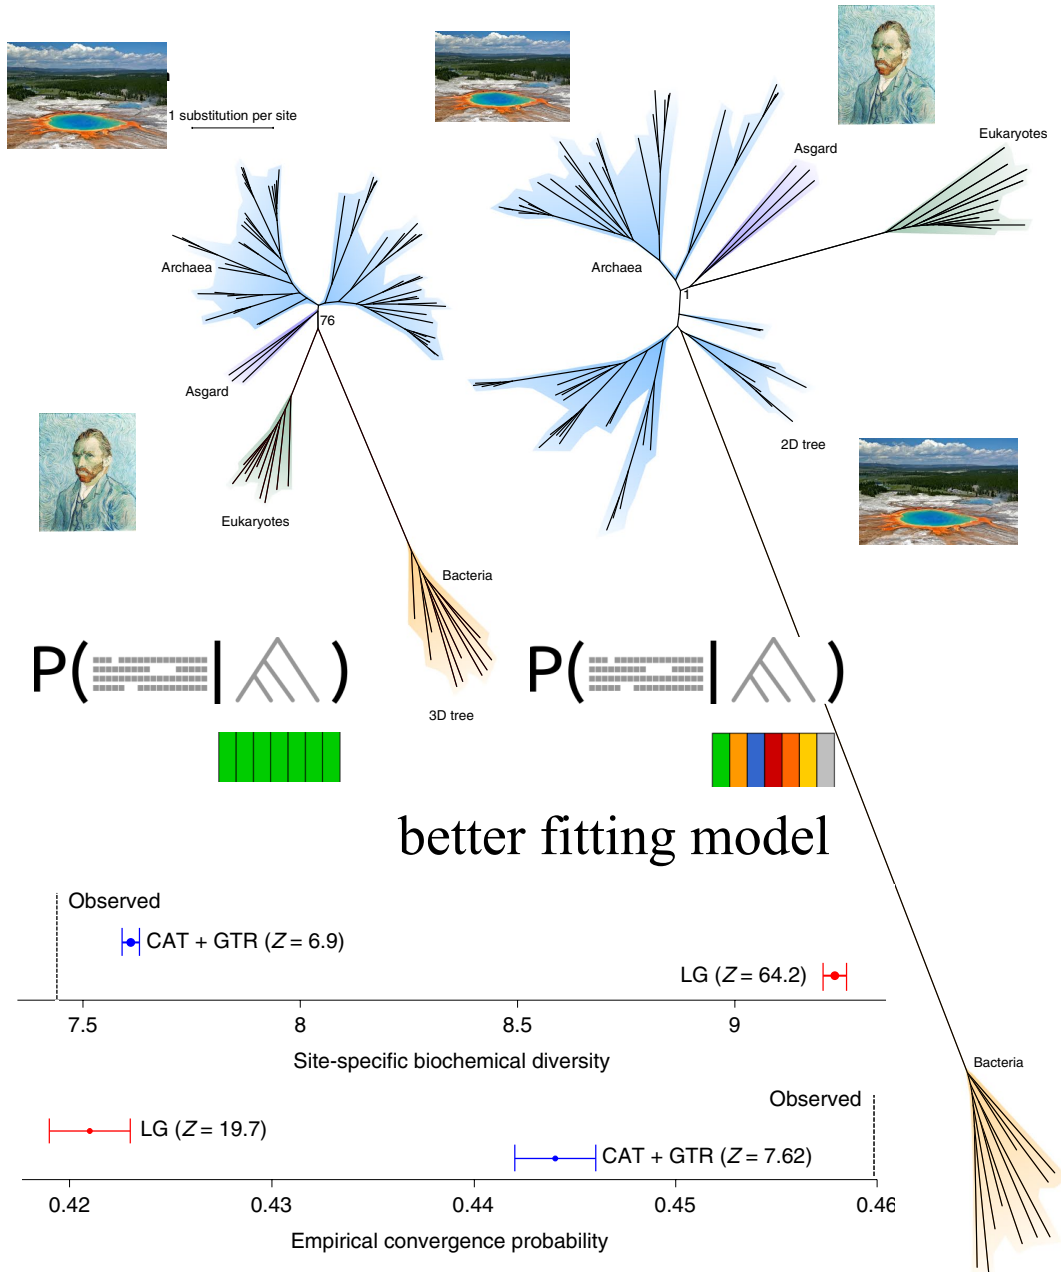 1 substitution per site
Archaea
76
Asgard
Eukaryotes
Bacteria
3D tree
Asgard
Eukaryotes
Archaea
1
2D tree
P( | )
P( | )
better fitting model
Observed
CAT + GTR (Z = 6.9)
LG (Z = 64.2)
7.5 8 8.5 9
Site-specific biochemical diversity
Bacteria
Observed
LG (Z = 19.7)
CAT + GTR (Z = 7.62)
0.42 0.43 0.44 0.45 0.46
Empirical convergence probability